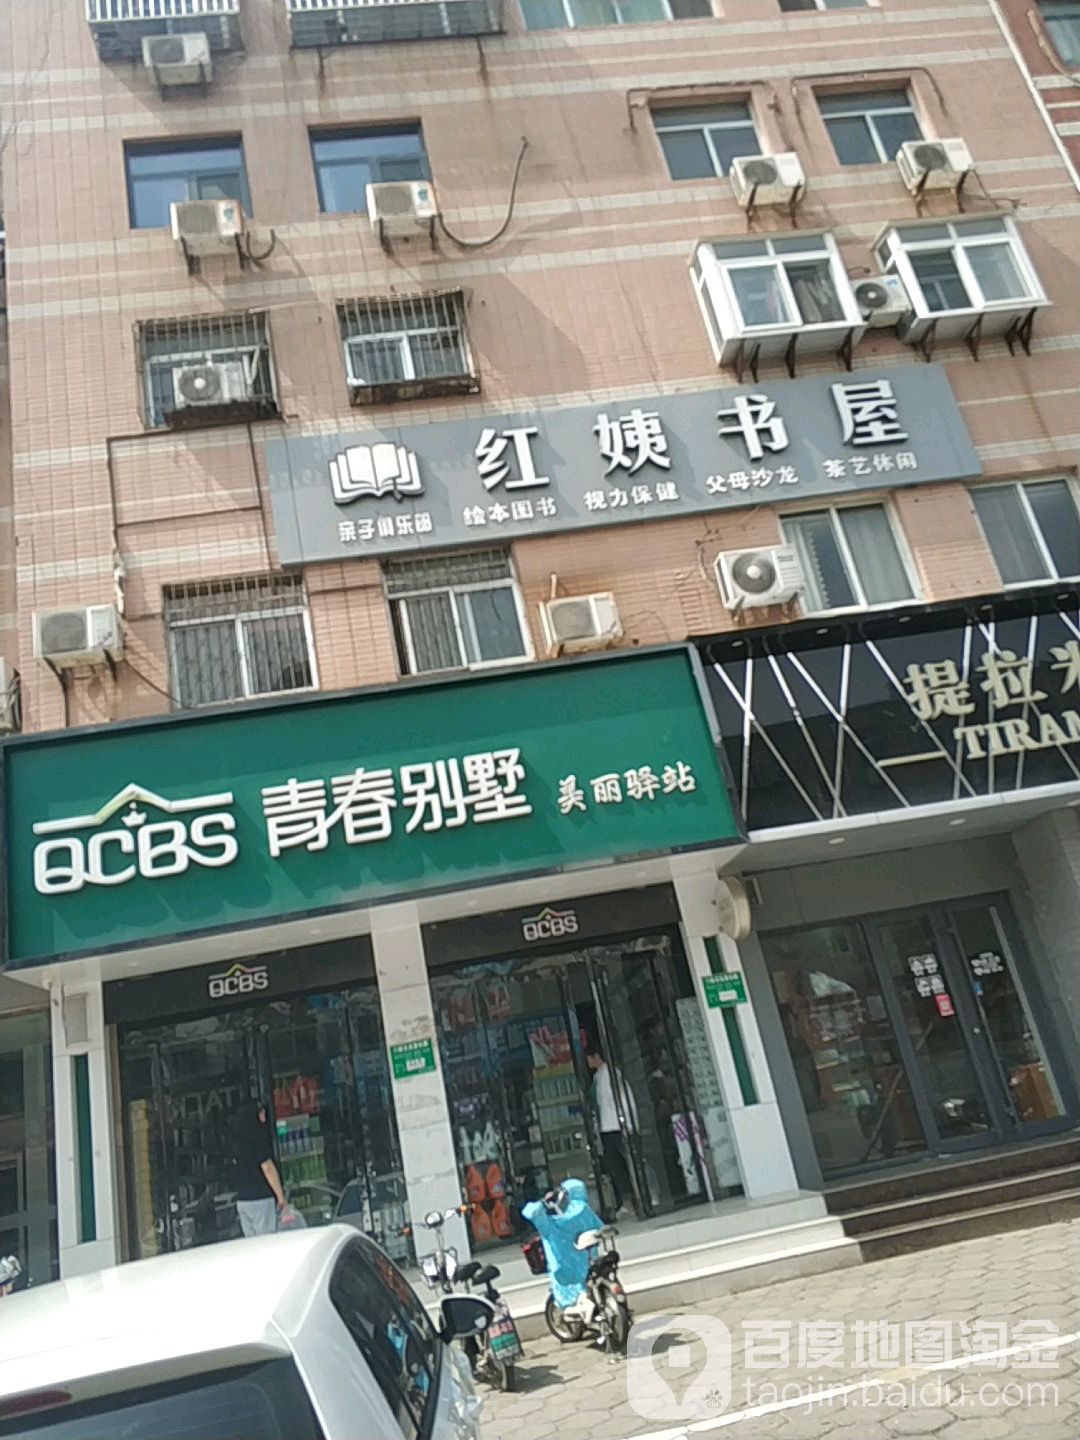 红姨书屋
亲子俱乐部 绘本图书 视力保健 父母沙龙 茶艺休闲
提拉米
TIRAM
QCBS 青春别墅 美丽驿站
QCBS
QCBS
百度地图淘金
taojin.baidu.com